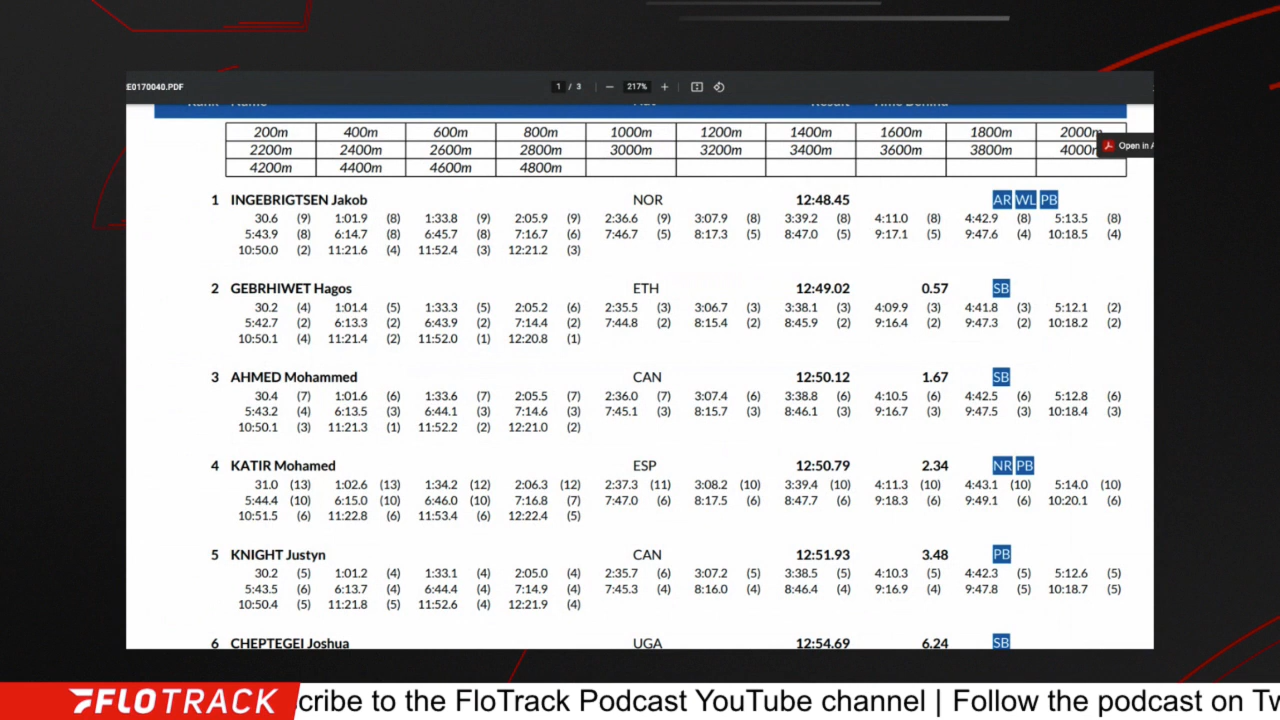 E0170040.PDF 1 / 3 217%
Rank Name Result Time Behind
200m 400m 600m 800m 1000m 1200m 1400m 1600m 1800m 2000m
2200m 2400m 2600m 2800m 3000m 3200m 3400m 3600m 3800m 4000m
Open in A
4200m 4400m 4600m 4800m
1 INGEBRIGTSEN Jakob NOR 12:48.45 AR WL PB
30.6 (9) 1:01.9 (8) 1:33.8 (9) 2:05.9 (9) 2:36.6 (9) 3:07.9 (8) 3:39.2 (8) 4:11.0 (8) 4:42.9 (8) 5:13.5 (8)
5:43.9 (8) 6:14.7 (8) 6:45.7 (8) 7:16.7 (6) 7:46.7 (5) 8:17.3 (5) 8:47.0 (5) 9:17.1 (5) 9:47.6 (4) 10:18.5 (4)
10:50.0 (2) 11:21.6 (4) 11:52.4 (3) 12:21.2 (3)
2 GEBRHIWET Hagos ETH 12:49.02 0.57 SB
30.2 (4) 1:01.4 (5) 1:33.3 (5) 2:05.2 (6) 2:35.5 (3) 3:06.7 (3) 3:38.1 (3) 4:09.9 (3) 4:41.8 (3) 5:12.1 (2)
5:42.7 (2) 6:13.3 (2) 6:43.9 (2) 7:14.4 (2) 7:44.8 (2) 8:15.4 (2) 8:45.9 (2) 9:16.4 (2) 9:47.3 (2) 10:18.2 (2)
10:50.1 (4) 11:21.4 (2) 11:52.0 (1) 12:20.8 (1)
3 AHMED Mohammed CAN 12:50.12 1.67 SB
30.4 (7) 1:01.6 (6) 1:33.6 (7) 2:05.5 (7) 2:36.0 (7) 3:07.4 (6) 3:38.8 (6) 4:10.5 (6) 4:42.5 (6) 5:12.8 (6)
5:43.2 (4) 6:13.5 (3) 6:44.1 (3) 7:14.6 (3) 7:45.1 (3) 8:15.7 (3) 8:46.1 (3) 9:16.7 (3) 9:47.5 (3) 10:18.4 (3)
10:50.1 (3) 11:21.3 (1) 11:52.2 (2) 12:21.0 (2)
4 KATIR Mohamed ESP 12:50.79 2.34 NR PB
31.0 (13) 1:02.6 (13) 1:34.2 (12) 2:06.3 (12) 2:37.3 (11) 3:08.2 (10) 3:39.4 (10) 4:11.3 (10) 4:43.1 (10) 5:14.0 (10)
5:44.4 (10) 6:15.0 (10) 6:46.0 (10) 7:16.8 (7) 7:47.0 (6) 8:17.5 (6) 8:47.7 (6) 9:18.3 (6) 9:49.1 (6) 10:20.1 (6)
10:51.5 (6) 11:22.8 (6) 11:53.4 (6) 12:22.4 (5)
5 KNIGHT Justyn CAN 12:51.93 3.48 PB
30.2 (5) 1:01.2 (4) 1:33.1 (4) 2:05.0 (4) 2:35.7 (6) 3:07.2 (5) 3:38.5 (5) 4:10.3 (5) 4:42.3 (5) 5:12.6 (5)
5:43.5 (6) 6:13.7 (4) 6:44.4 (4) 7:14.9 (4) 7:45.3 (4) 8:16.0 (4) 8:46.4 (4) 9:16.9 (4) 9:47.8 (5) 10:18.7 (5)
10:50.4 (5) 11:21.8 (5) 11:52.6 (4) 12:21.9 (4)
6 CHEPTEGEI Joshua UGA 12:54.69 6.24 SB
FLOTRACK cribe to the FloTrack Podcast YouTube channel | Follow the podcast on Tw